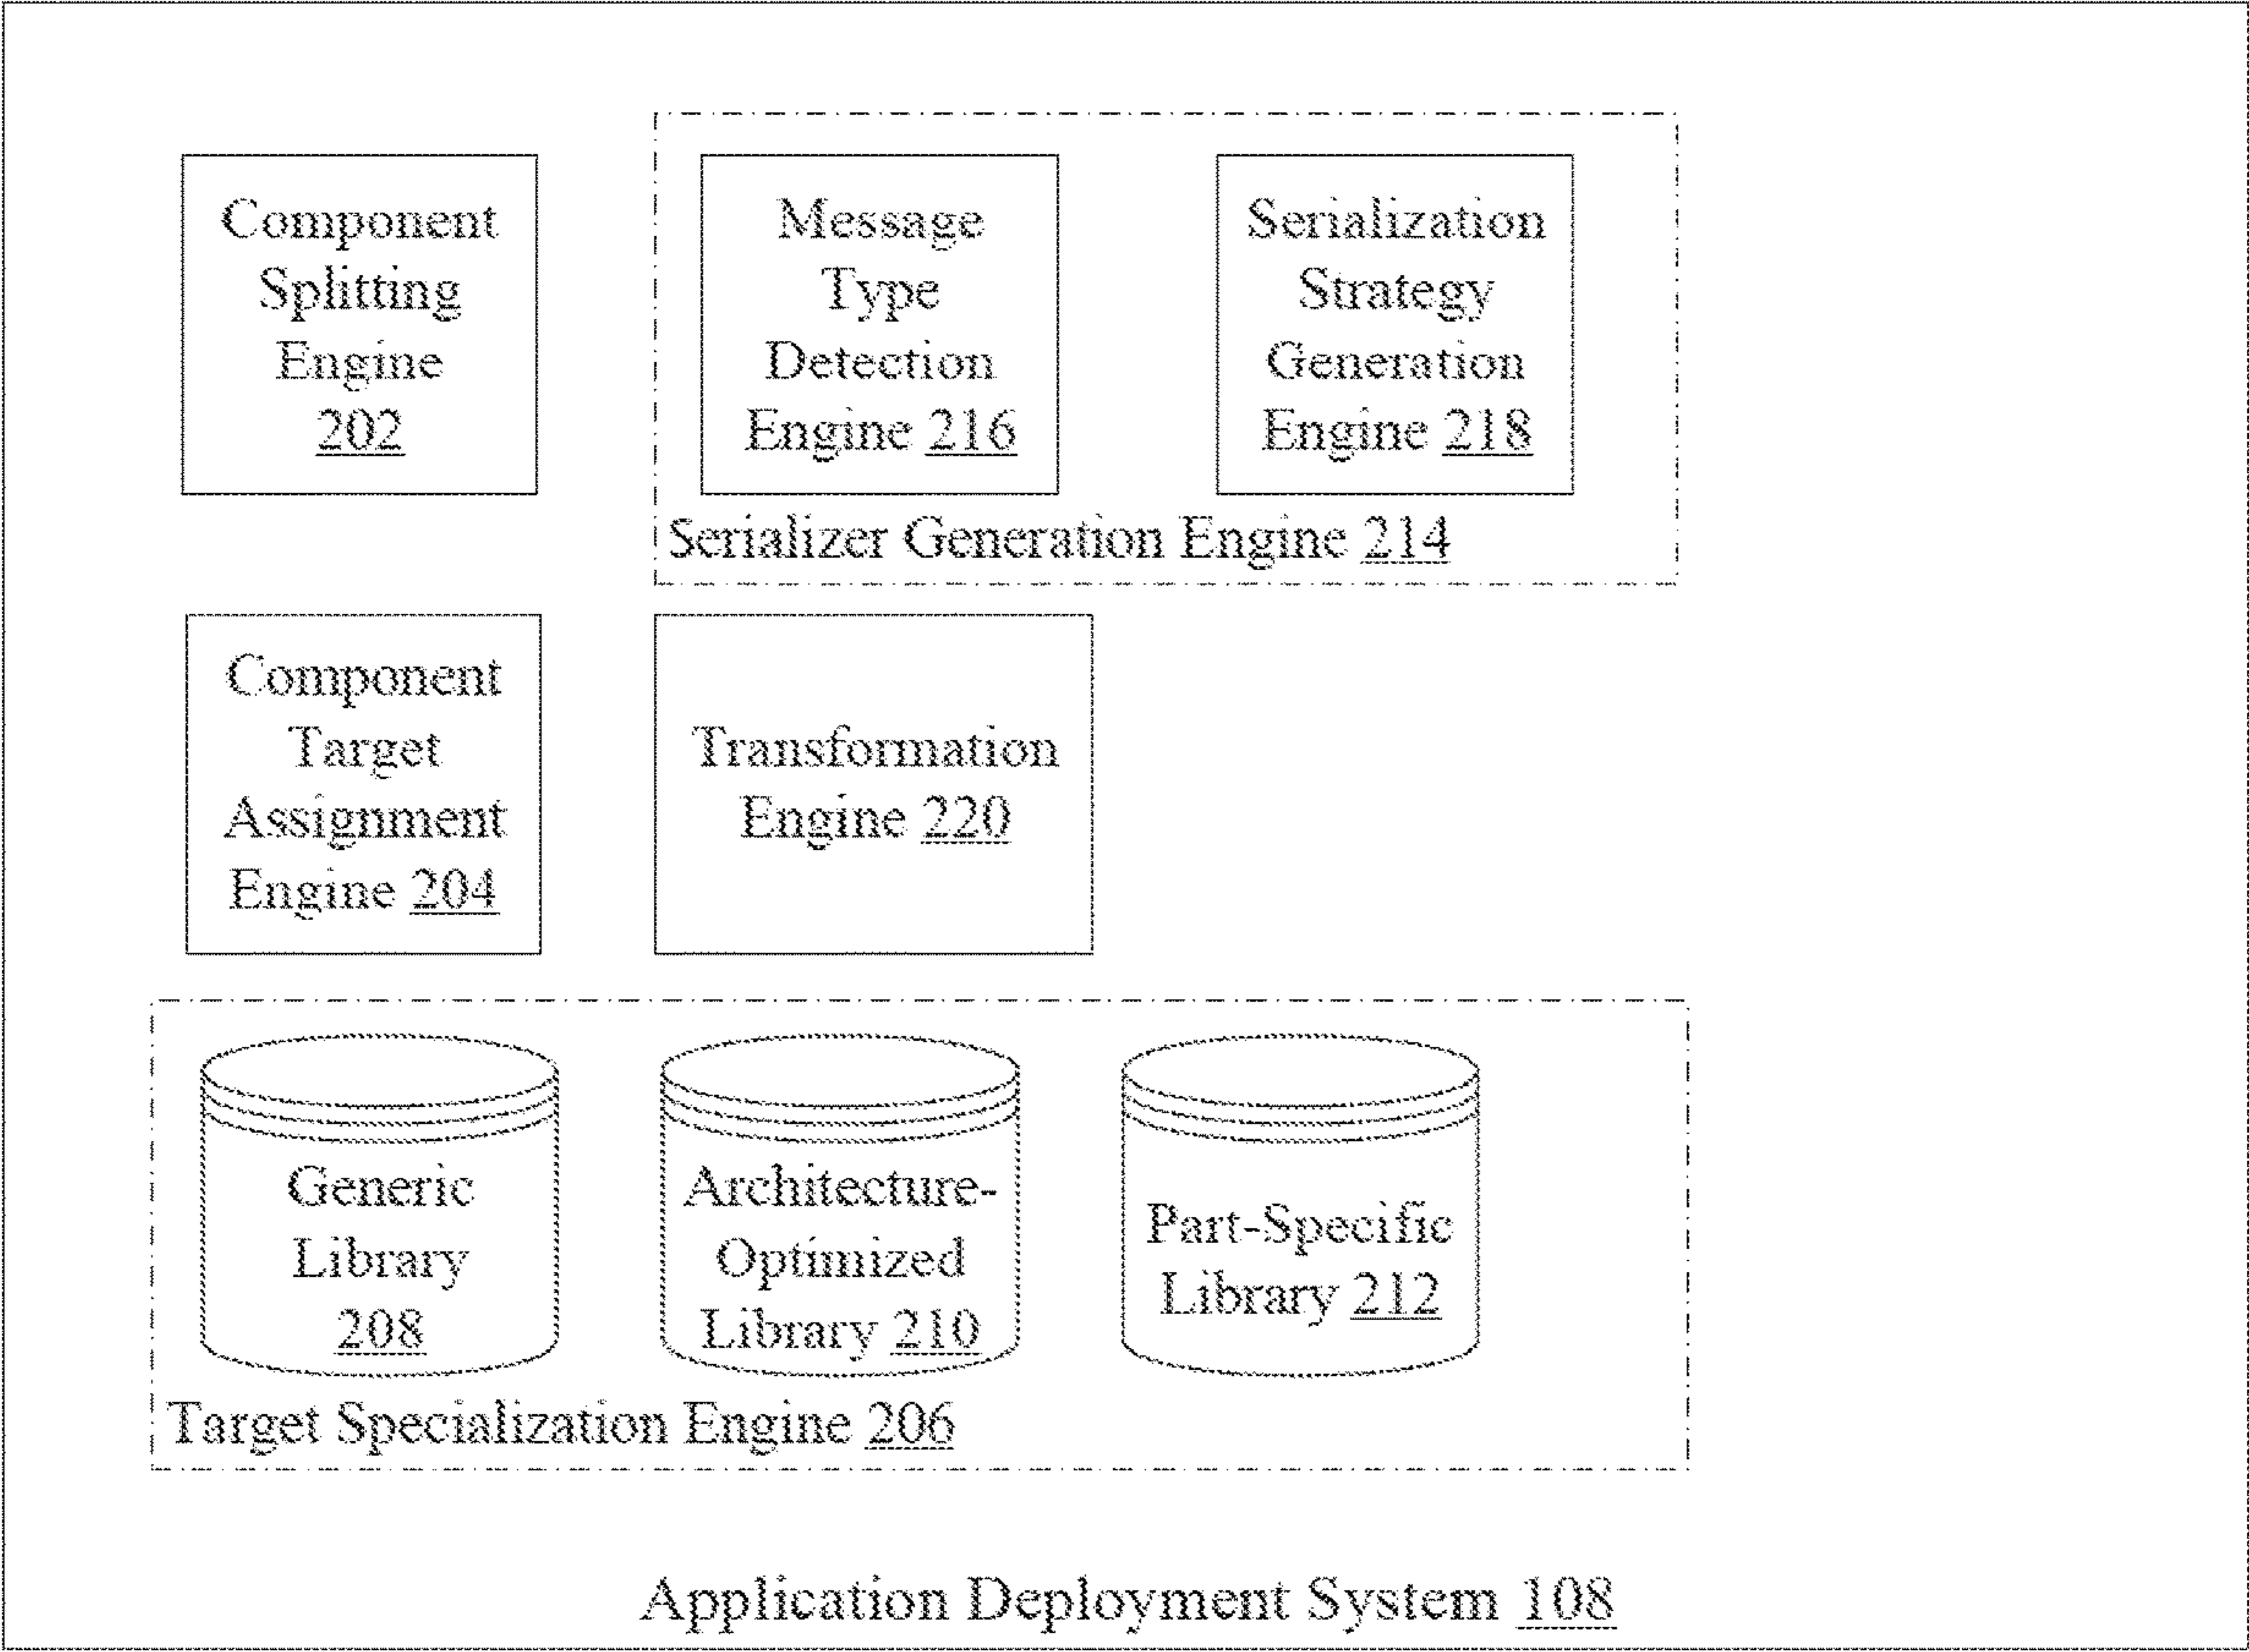 Component
Splitting
Engine
202
Message
Type
Detection
Engine 216
Serialization
Strategy
Generation
Engine 218
Serializer Generation Engine 214
Component
Target
Assignment
Engine 204
Transformation
Engine 220
Generic
Library
208
Architecture-
Optimized
Library 210
Part-Specific
Library 212
Target Specialization Engine 206
Application Deployment System 108